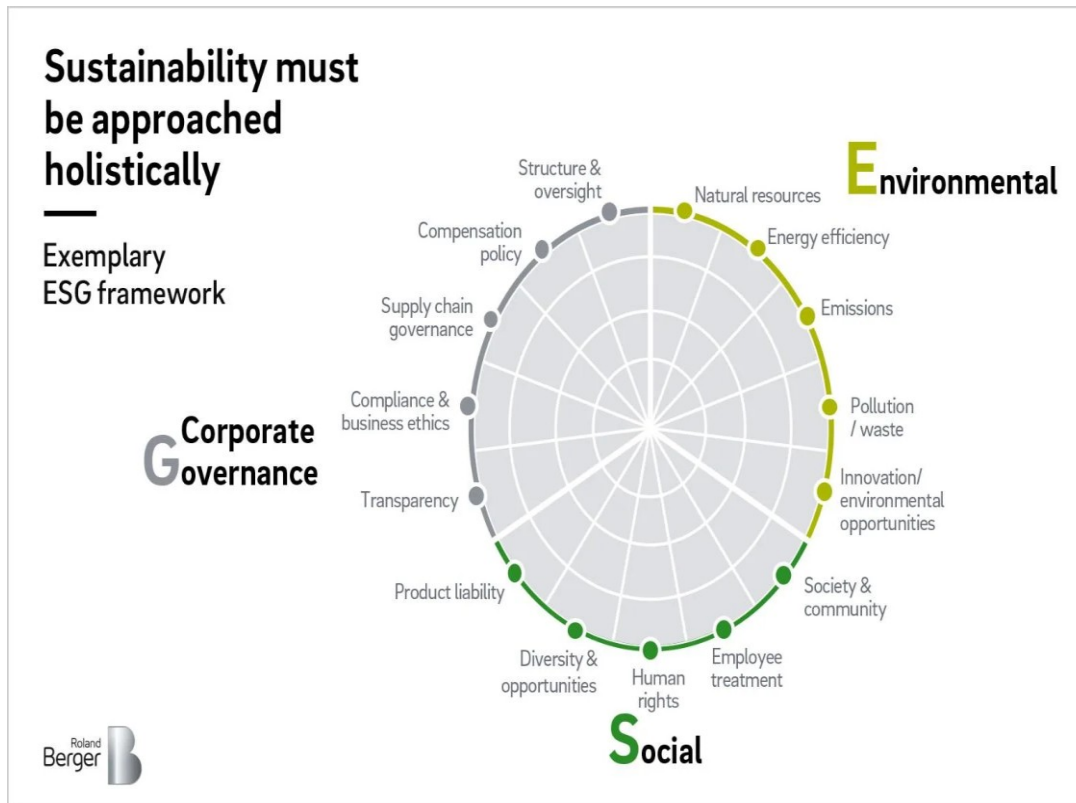 Sustainability must
be approached
holistically
Exemplary
ESG framework
Environmental
Natural resources
Energy efficiency
Emissions
Pollution
/ waste
Innovation/
environmental
opportunities
Society &
community
Employee
treatment
Human
rights
Diversity &
opportunities
Product liability
Social
Transparency
Compliance &
business ethics
Supply chain
governance
Compensation
policy
Structure &
oversight
Corporate
Governance
Roland
Berger
B